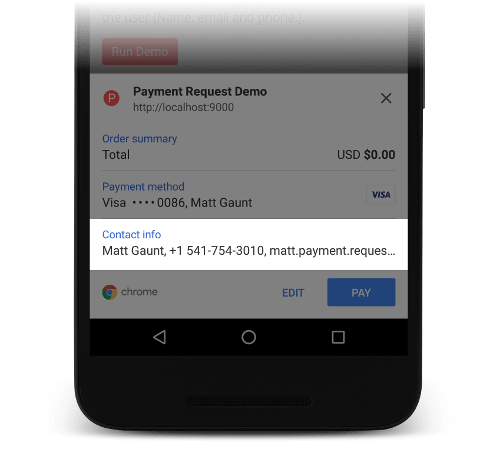 the user (Name, email and phone,).
Run Demo
P
Payment Request Demo
http://localhost:9000
Order summary
Total USD $0.00
Payment method
Visa ••••0086, Matt Gaunt VISA
Contact info
Matt Gaunt, +1 541-754-3010, matt.payment.reques…
chrome EDIT PAY